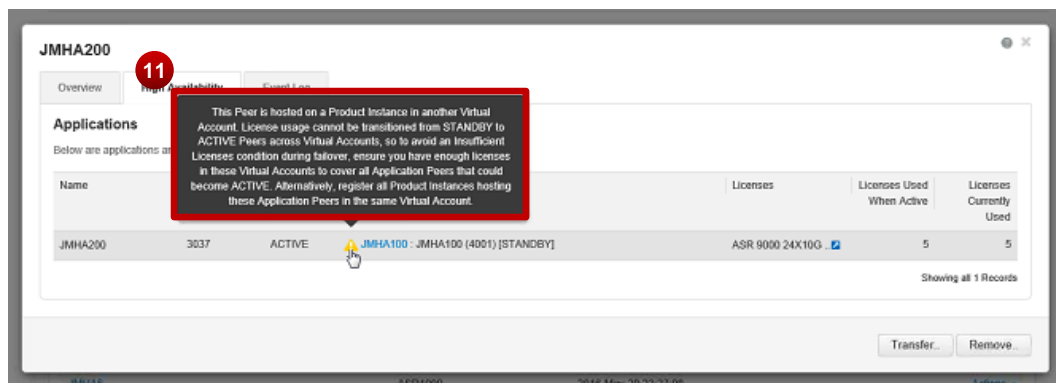 JMHA200
11
Overview
High Availability
Event Log
This Peer is hosted on a Product Instance in another Virtual
Account. License usage cannot be transitioned from STANDBY to
ACTIVE Peers across Virtual Accounts, so to avoid an Insufficient
Licenses condition during failover, ensure you have enough licenses
in these Virtual Accounts to cover all Application Peers that could
become ACTIVE. Alternatively, register all Product Instances hosting
these Application Peers in the same Virtual Account.
Applications
Below are applications
Name
Licenses
Licenses Used
When Active
Licenses
Currently
Used
JMHA200 3037 ACTIVE JMHA100 : JMHA100 (4001) [STANDBY] ASR 9000 24X10G ... 5 5
Showing all 1 Records
Transfer... Remove...